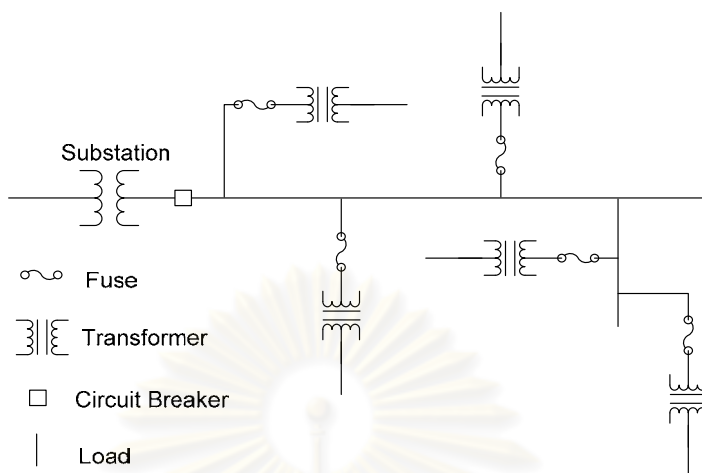 Substation
Fuse
Transformer
Circuit Breaker
Load